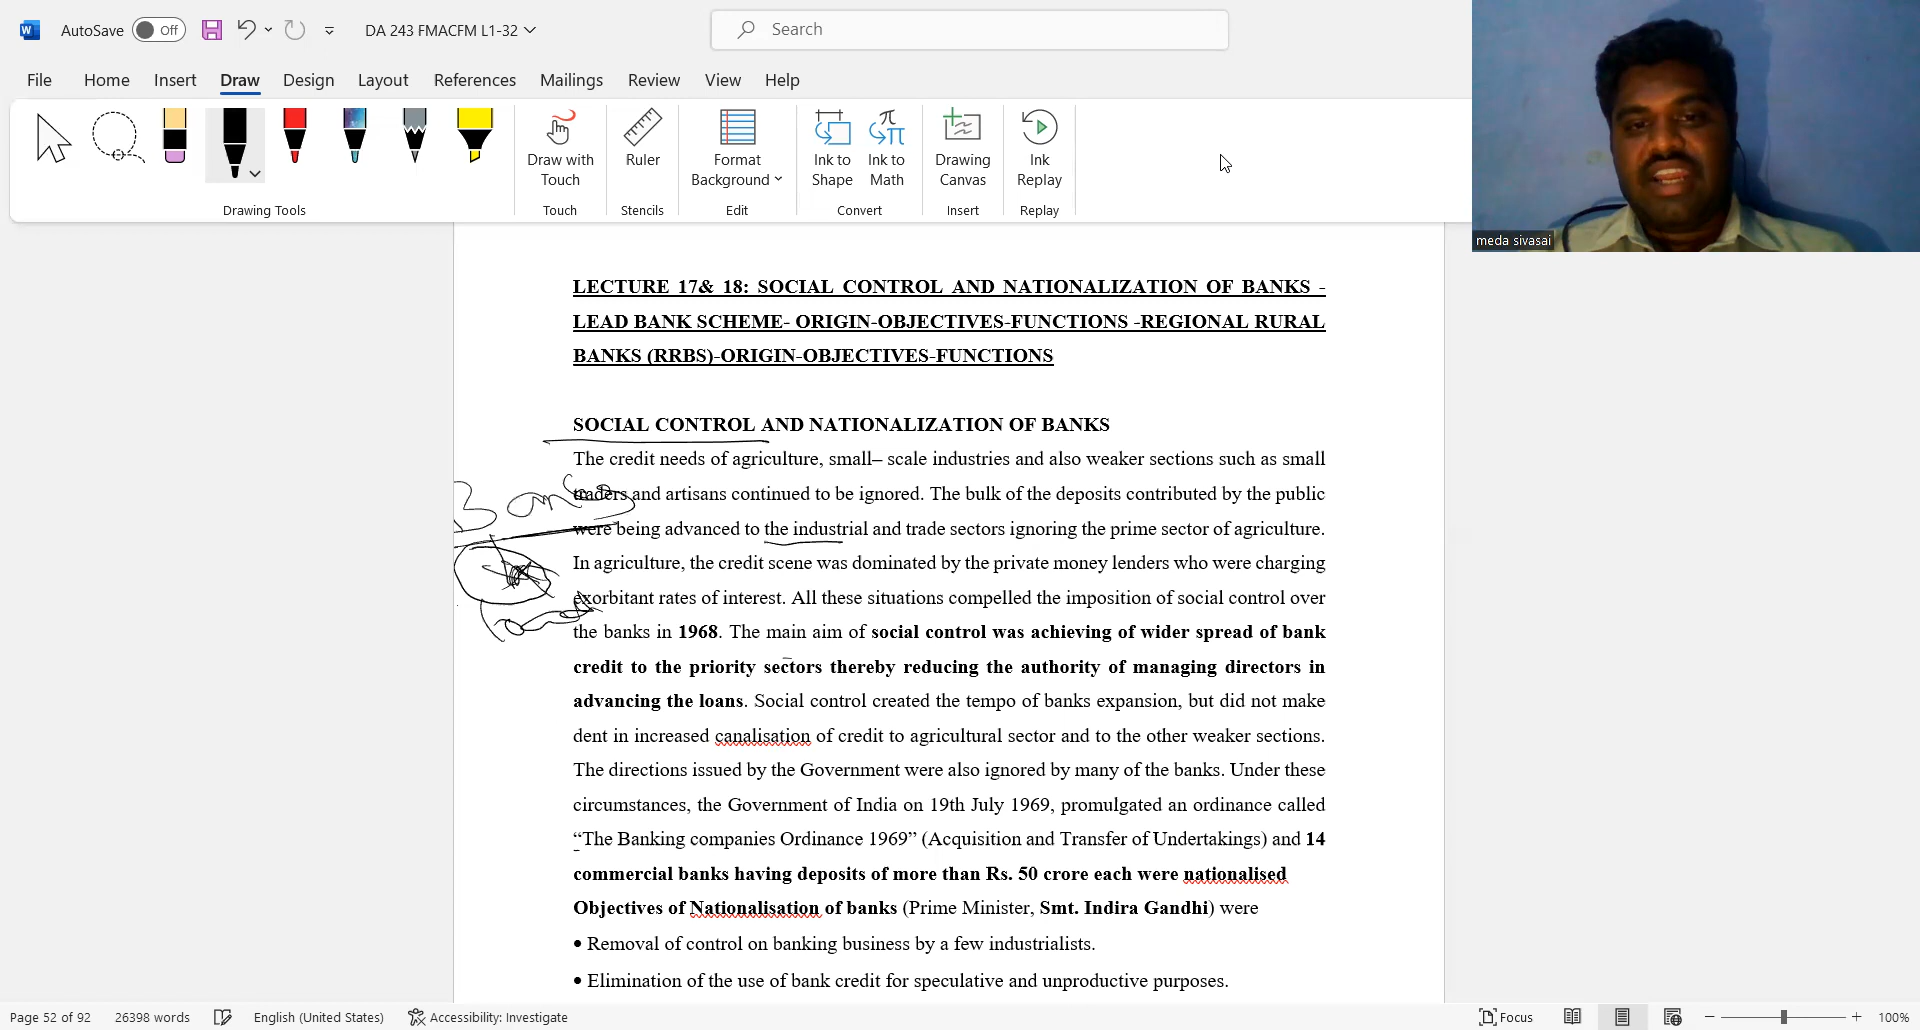 AutoSave Off DA 243 FMACFM L1-32 Search
File Home Insert Draw Design Layout References Mailings Review View Help
Draw with Touch
Ruler
Format Background
Ink to Shape
Ink to Math
Drawing Canvas
Ink Replay
Drawing Tools Touch Stencils Edit Convert Insert Replay
meda sivasai
LECTURE 17& 18: SOCIAL CONTROL AND NATIONALIZATION OF BANKS -
LEAD BANK SCHEME- ORIGIN-OBJECTIVES-FUNCTIONS -REGIONAL RURAL
BANKS (RRBS)-ORIGIN-OBJECTIVES-FUNCTIONS
SOCIAL CONTROL AND NATIONALIZATION OF BANKS
The credit needs of agriculture, small– scale industries and also weaker sections such as small
traders and artisans continued to be ignored. The bulk of the deposits contributed by the public
were being advanced to the industrial and trade sectors ignoring the prime sector of agriculture.
In agriculture, the credit scene was dominated by the private money lenders who were charging
exorbitant rates of interest. All these situations compelled the imposition of social control over
the banks in 1968. The main aim of social control was achieving of wider spread of bank
credit to the priority sectors thereby reducing the authority of managing directors in
advancing the loans. Social control created the tempo of banks expansion, but did not make
dent in increased canalisation of credit to agricultural sector and to the other weaker sections.
The directions issued by the Government were also ignored by many of the banks. Under these
circumstances, the Government of India on 19th July 1969, promulgated an ordinance called
“The Banking companies Ordinance 1969” (Acquisition and Transfer of Undertakings) and 14
commercial banks having deposits of more than Rs. 50 crore each were nationalised
Objectives of Nationalisation of banks (Prime Minister, Smt. Indira Gandhi) were
• Removal of control on banking business by a few industrialists.
• Elimination of the use of bank credit for speculative and unproductive purposes.
Page 52 of 92 26398 words English (United States) Accessibility: Investigate Focus 100%